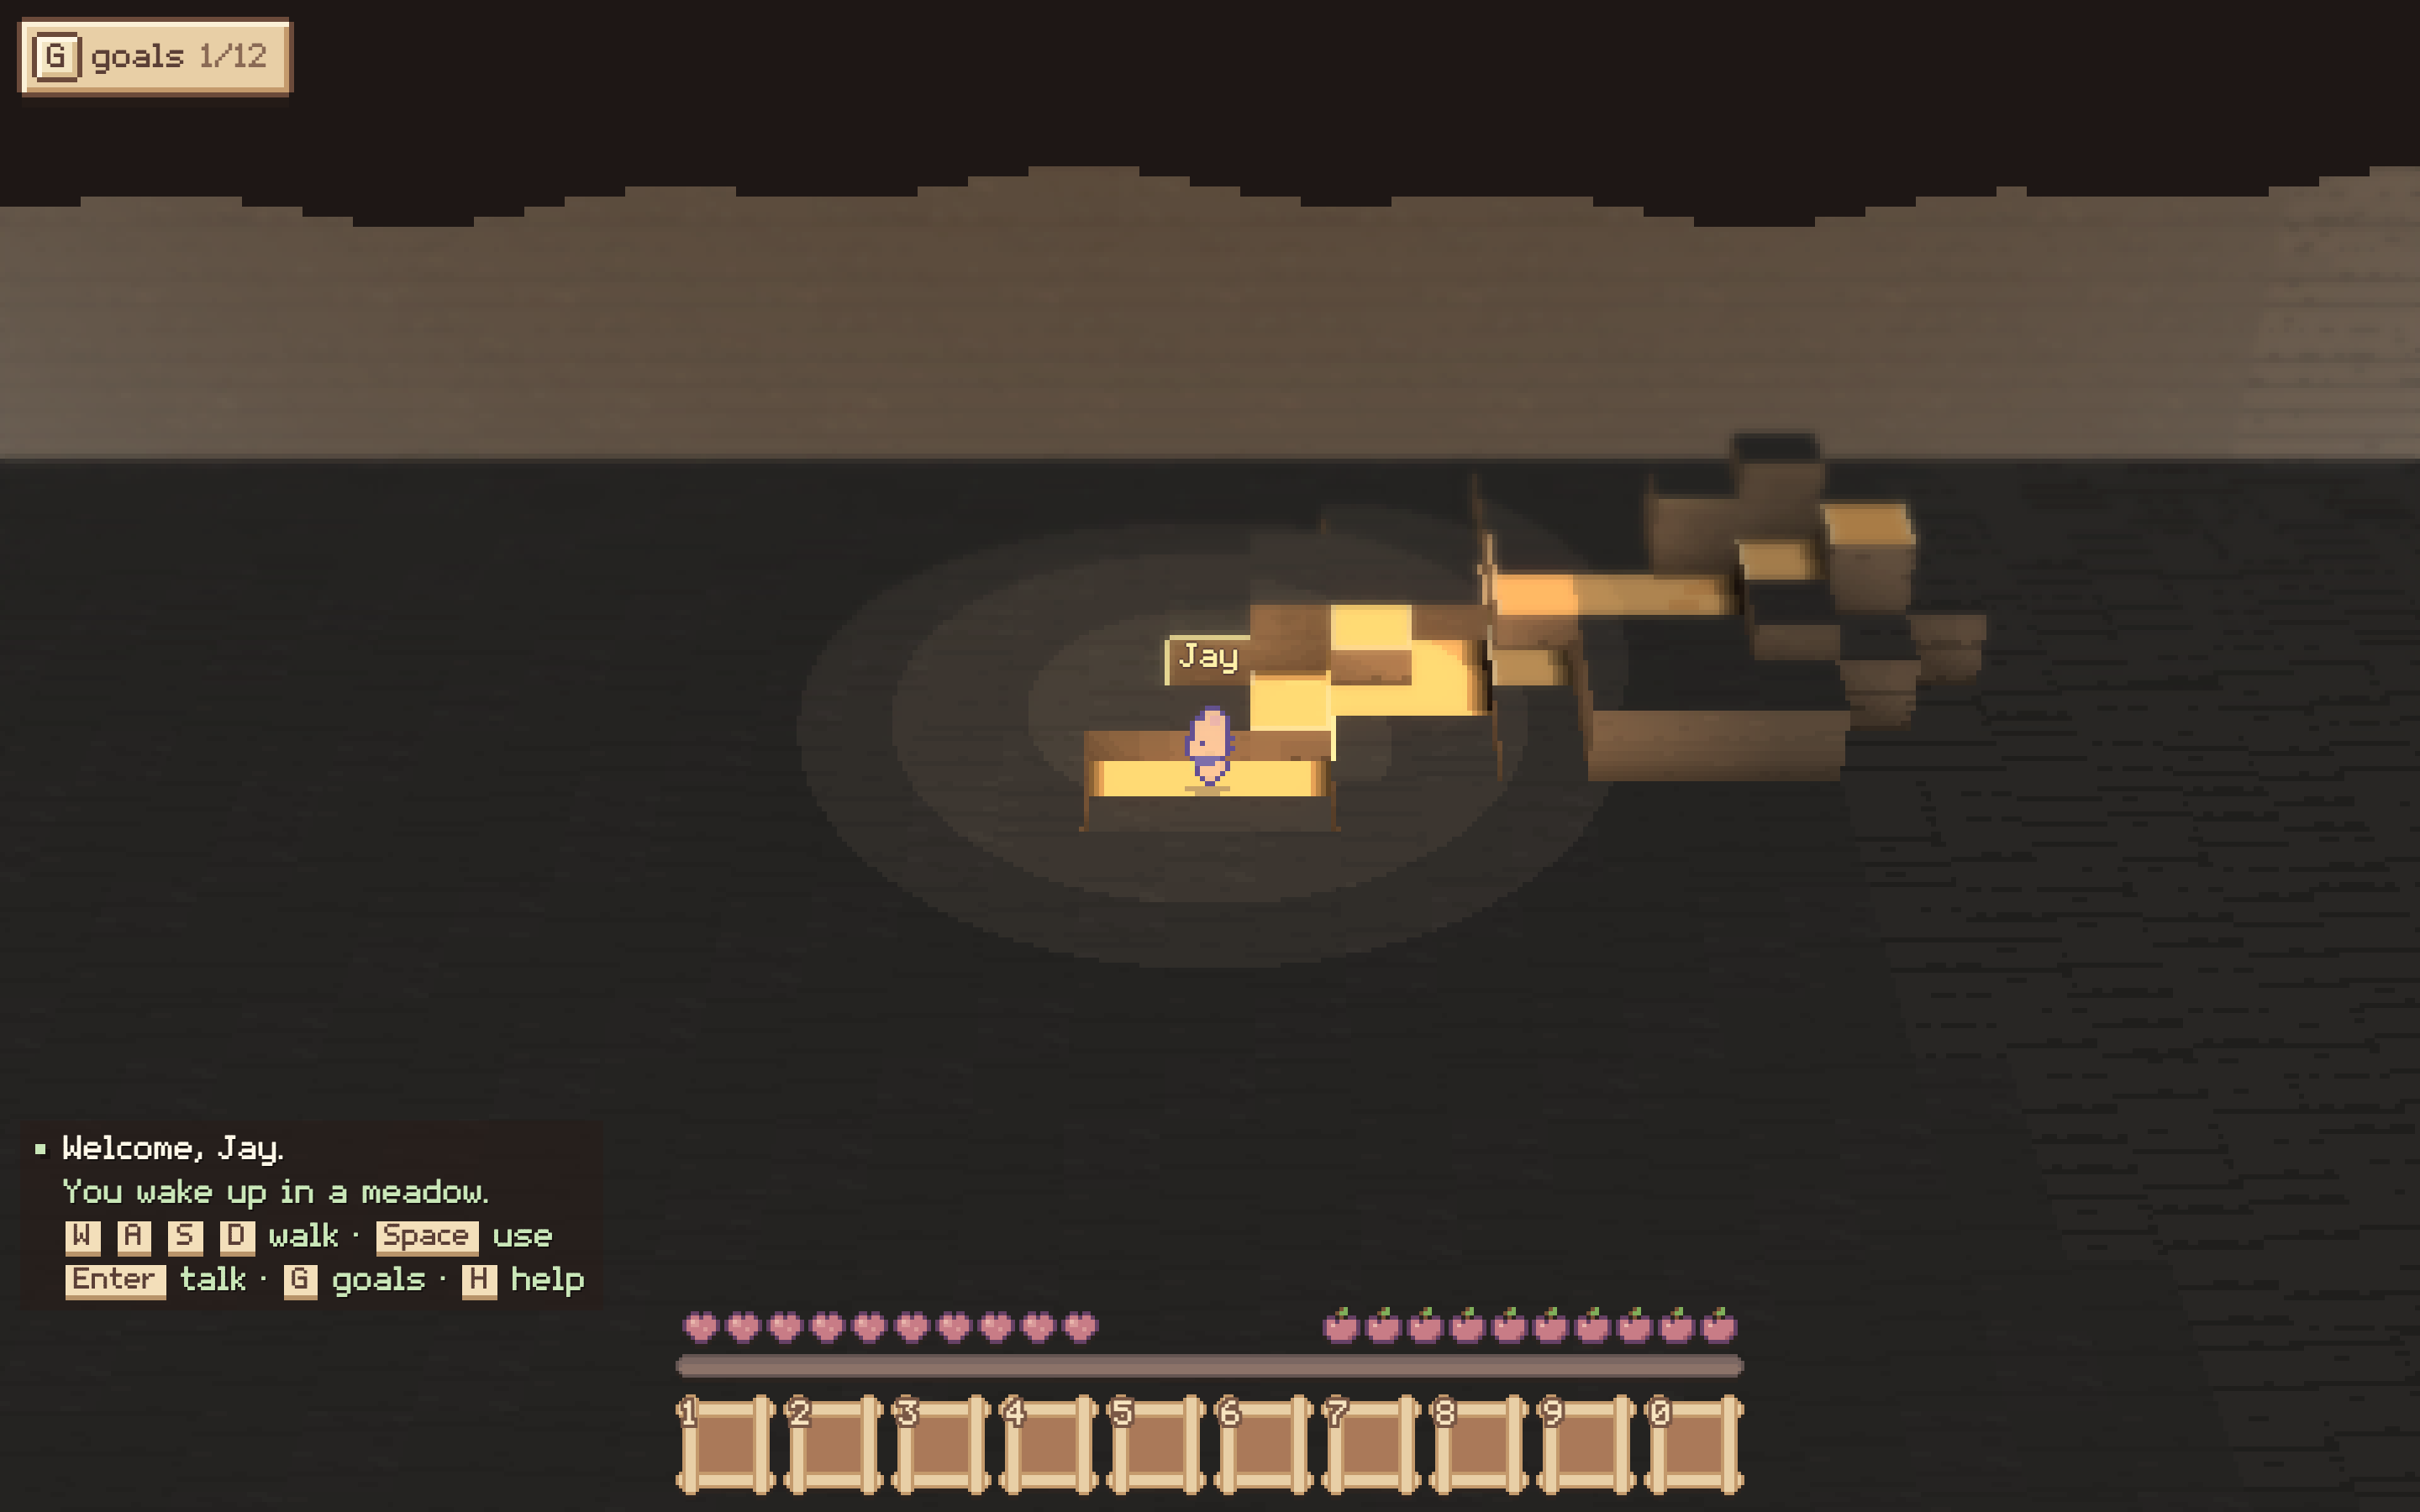 G goals 1/12
Jay
Welcome, Jay.
You wake up in a meadow.
W A S D walk · Space use
Enter talk · G goals · H help
1 2 3 4 5 6 7 8 9 0